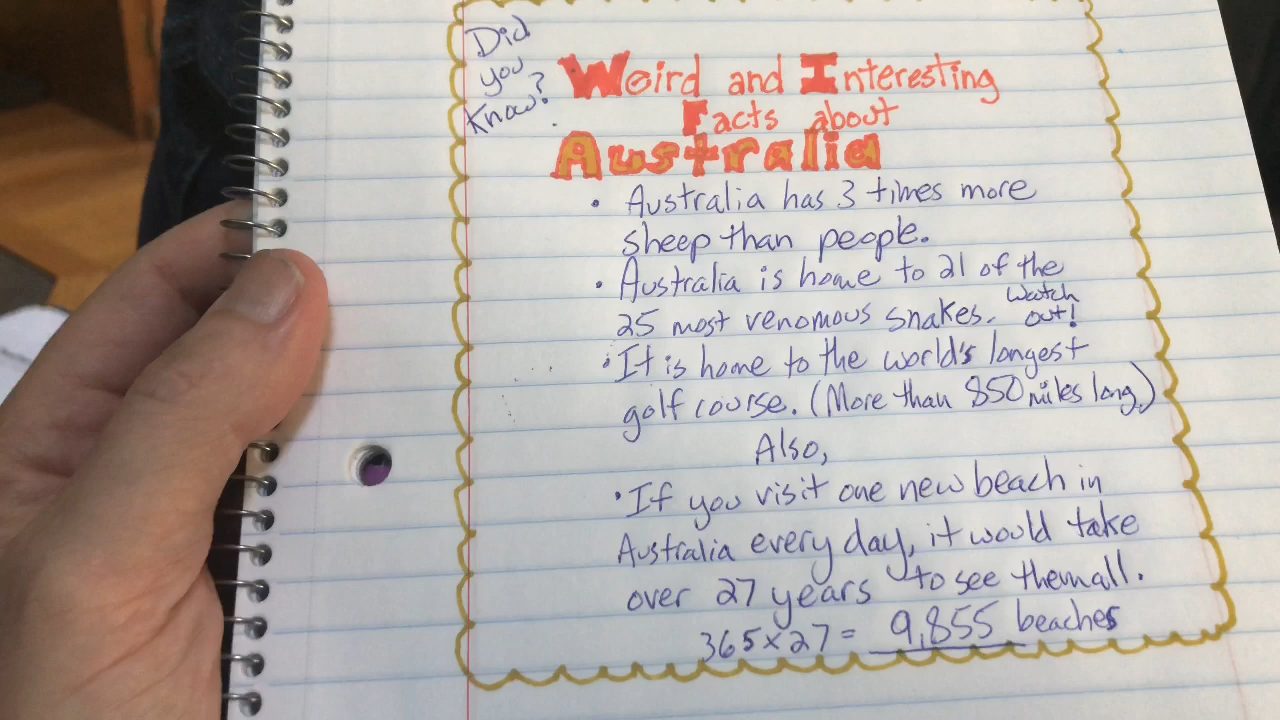 Did
you
Know?
Weird and Interesting
Facts about
Australia
• Australia has 3 times more
sheep than people.
• Australia is home to 21 of the
25 most venomous snakes. Watch
out!
• It is home to the world's longest
golf course. (More than 850 miles long.)
Also,
• If you visit one new beach in
Australia every day, it would take
over 27 years to see them all.
365 x 27 = 9,855 beaches